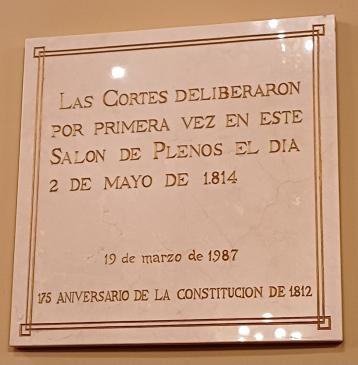 LAS CORTES DELIBERARON
POR PRIMERA VEZ EN ESTE
SALON DE PLENOS EL DIA
2 DE MAYO DE 1.814
19 de marzo de 1987
175 ANIVERSARIO DE LA CONSTITUCION DE 1812